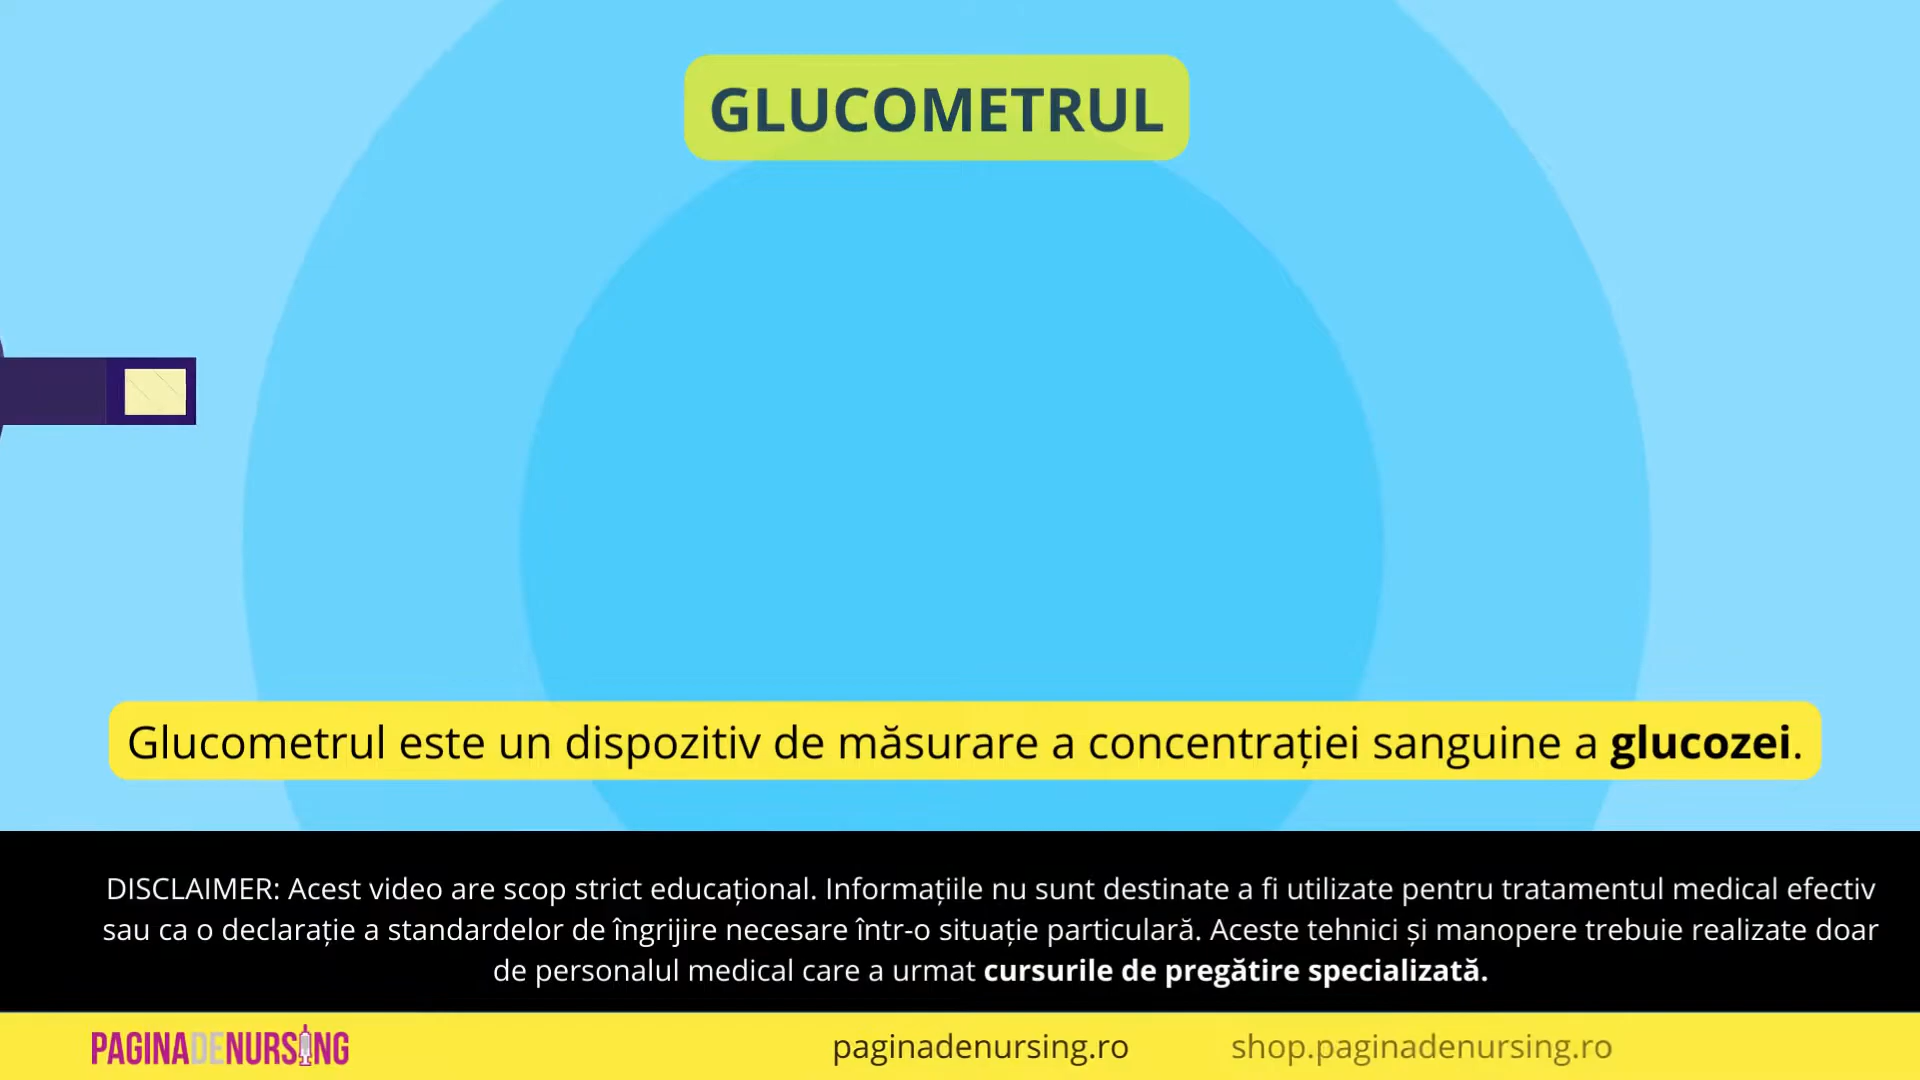 GLUCOMETRUL
Glucometrul este un dispozitiv de măsurare a concentrației sanguine a glucozei.
DISCLAIMER: Acest video are scop strict educațional. Informațiile nu sunt destinate a fi utilizate pentru tratamentul medical efectiv
sau ca o declarație a standardelor de îngrijire necesare într-o situație particulară. Aceste tehnici și manopere trebuie realizate doar
de personalul medical care a urmat cursurile de pregătire specializată.
PAGINADENURSING paginadenursing.ro shop.paginadenursing.ro